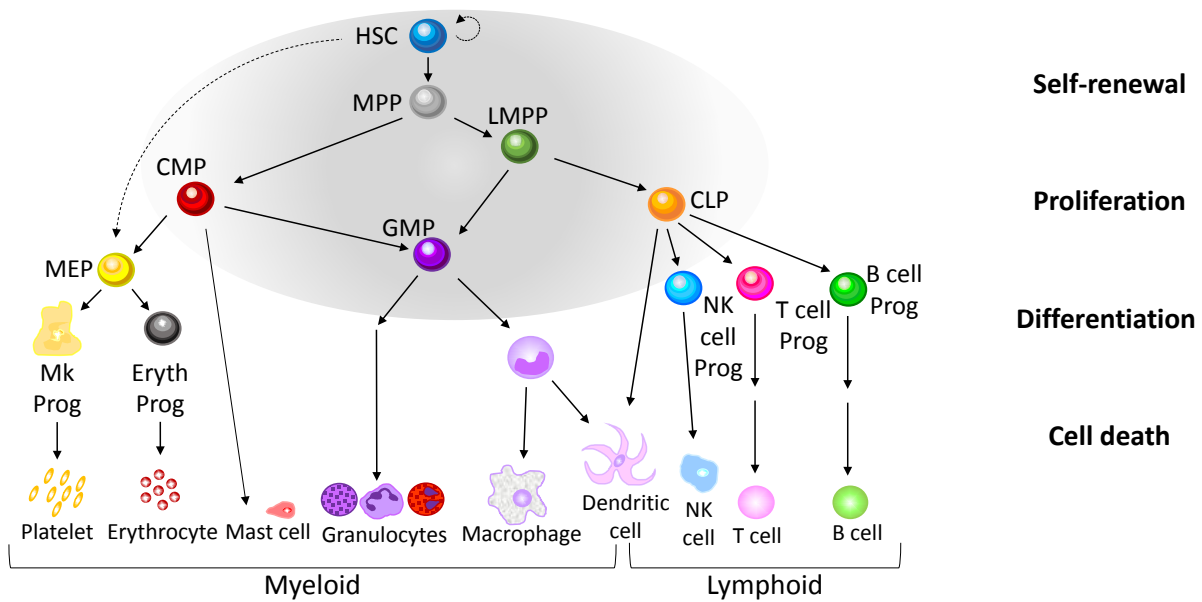 HSC
Self-renewal
MPP
LMPP
CMP
CLP
Proliferation
GMP
MEP
B cell
Prog
NK
cell
Prog
T cell
Prog
Differentiation
Mk
Prog
Eryth
Prog
Cell death
Platelet
Erythrocyte
Mast cell
Granulocytes
Macrophage
Dendritic
cell
NK
cell
T cell
B cell
Myeloid
Lymphoid